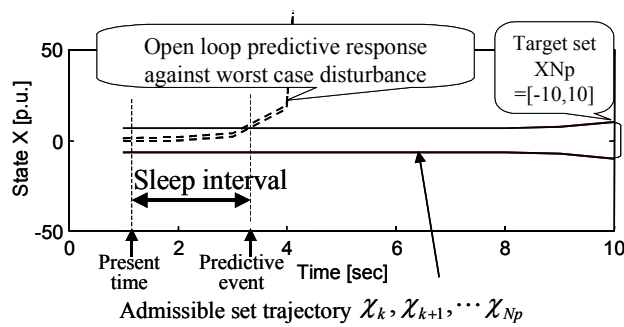 50
Open loop predictive response
against worst case disturbance
Target set
XNp
=[-10,10]
State X [p.u.]
0
Sleep interval
-50
0
2
4
6
8
10
Present
time
Predictive
event
Time [sec]
Admissible set trajectory χk, χk+1, ⋯ χNp